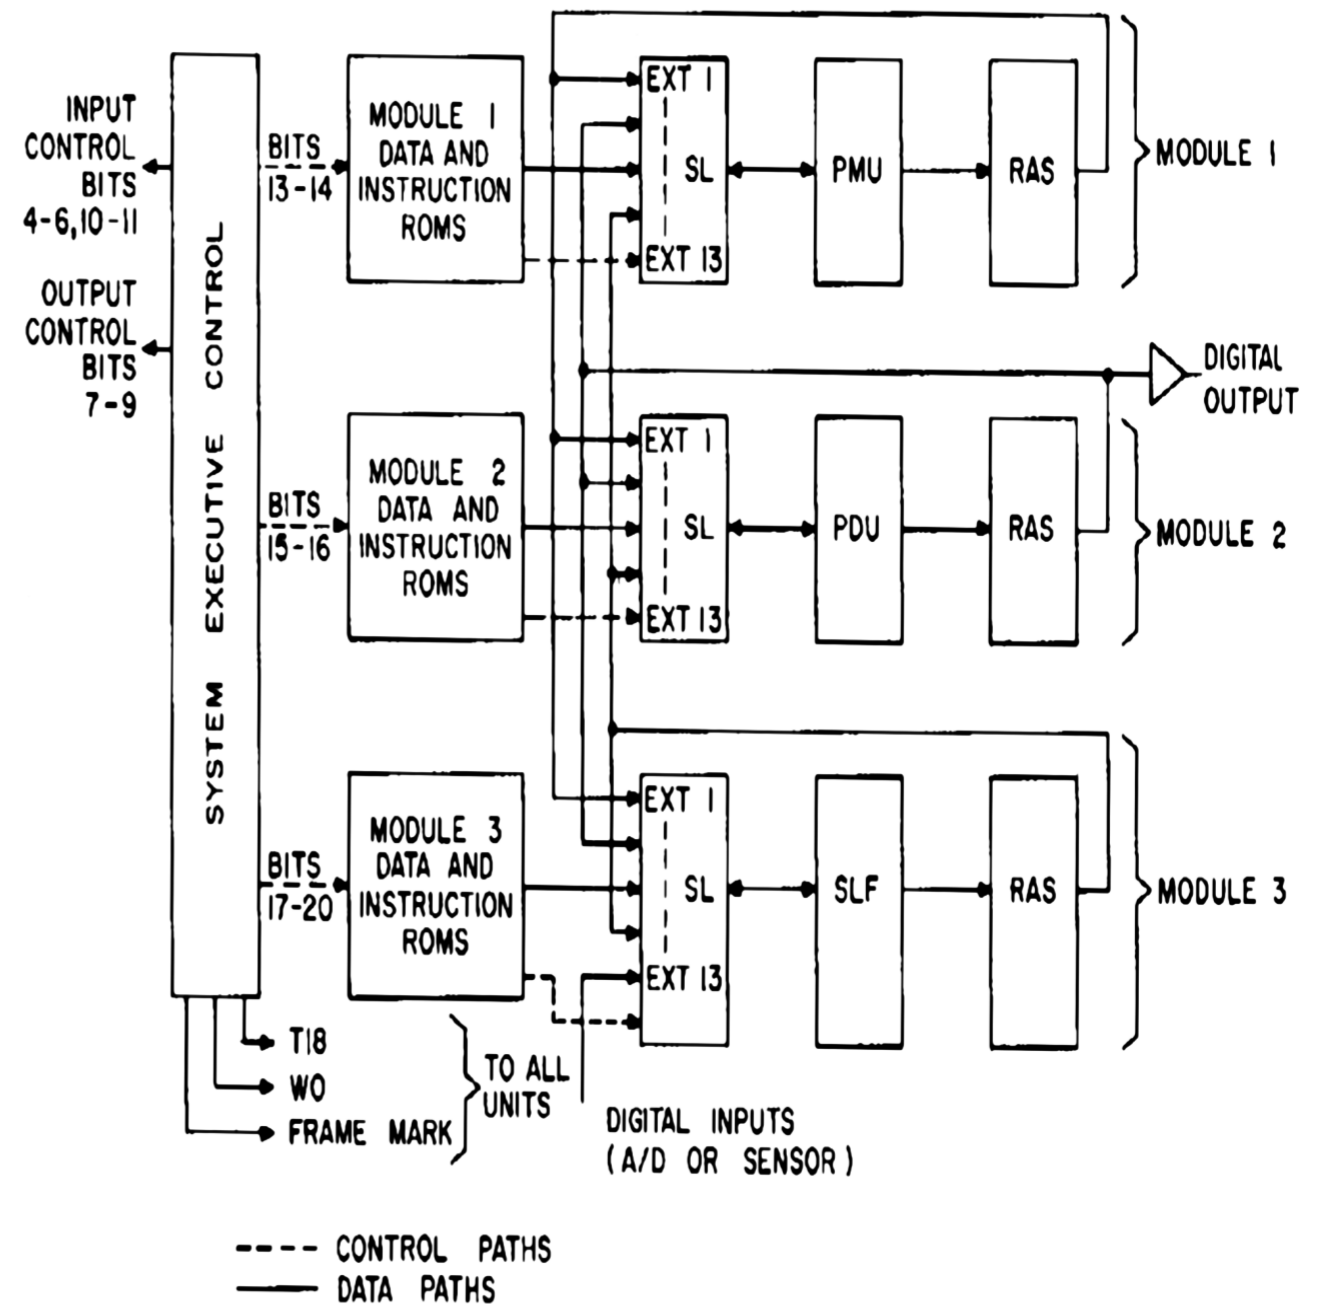 INPUT
CONTROL
BITS
4-6,10-11
OUTPUT
CONTROL
BITS
7-9
SYSTEM EXECUTIVE CONTROL
BITS
13-14
MODULE 1
DATA AND
INSTRUCTION
ROMS
EXT 1
SL
EXT 13
PMU
RAS
MODULE 1
DIGITAL
OUTPUT
BITS
15-16
MODULE 2
DATA AND
INSTRUCTION
ROMS
EXT 1
SL
EXT 13
PDU
RAS
MODULE 2
BITS
17-20
MODULE 3
DATA AND
INSTRUCTION
ROMS
EXT 1
SL
EXT 13
SLF
RAS
MODULE 3
T18
WO
FRAME MARK
TO ALL
UNITS
DIGITAL INPUTS
(A/D OR SENSOR)
CONTROL PATHS
DATA PATHS